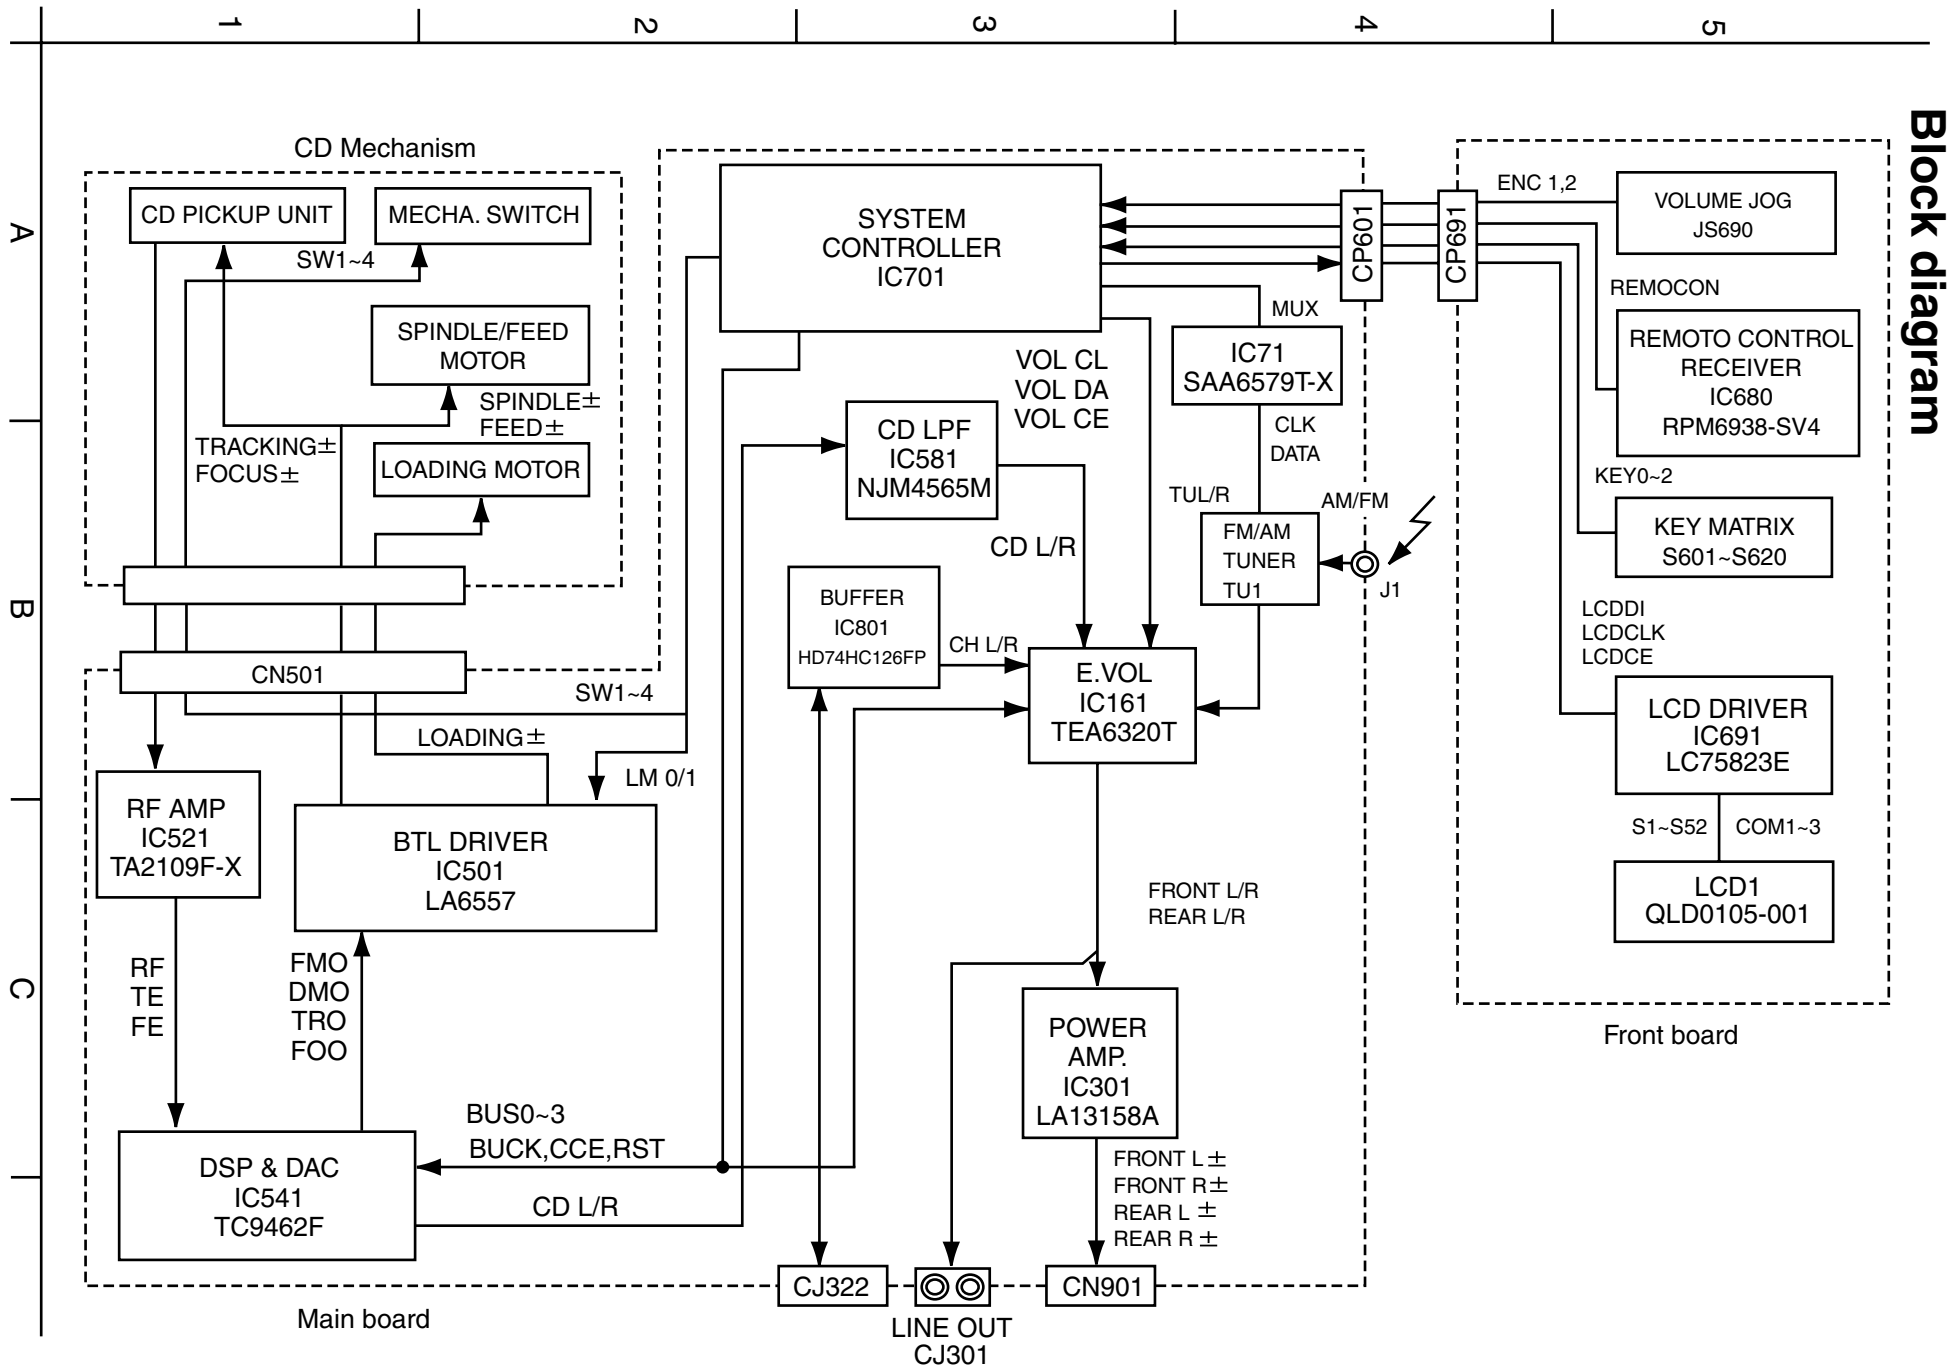 1
2
3
4
5
Block diagram
A
B
C
CD Mechanism
CD PICKUP UNIT
MECHA. SWITCH
SW1~4
SPINDLE/FEED
MOTOR
SPINDLE±
FEED±
TRACKING±
FOCUS±
LOADING MOTOR
CN501
SW1~4
LOADING±
LM 0/1
RF AMP
IC521
TA2109F-X
BTL DRIVER
IC501
LA6557
RF
TE
FE
FMO
DMO
TRO
FOO
DSP & DAC
IC541
TC9462F
BUS0~3
BUCK,CCE,RST
CD L/R
Main board
SYSTEM
CONTROLLER
IC701
VOL CL
VOL DA
VOL CE
CD LPF
IC581
NJM4565M
CD L/R
BUFFER
IC801
HD74HC126FP
CH L/R
E.VOL
IC161
TEA6320T
MUX
IC71
SAA6579T-X
CLK
DATA
TUL/R
AM/FM
FM/AM
TUNER
TU1
J1
FRONT L/R
REAR L/R
POWER
AMP.
IC301
LA13158A
FRONT L±
FRONT R±
REAR L ±
REAR R ±
CJ322
LINE OUT
CJ301
CN901
CP601
CP691
ENC 1,2
VOLUME JOG
JS690
REMOCON
REMOTO CONTROL
RECEIVER
IC680
RPM6938-SV4
KEY0~2
KEY MATRIX
S601~S620
LCDDI
LCDCLK
LCDCE
LCD DRIVER
IC691
LC75823E
S1~S52 COM1~3
LCD1
QLD0105-001
Front board